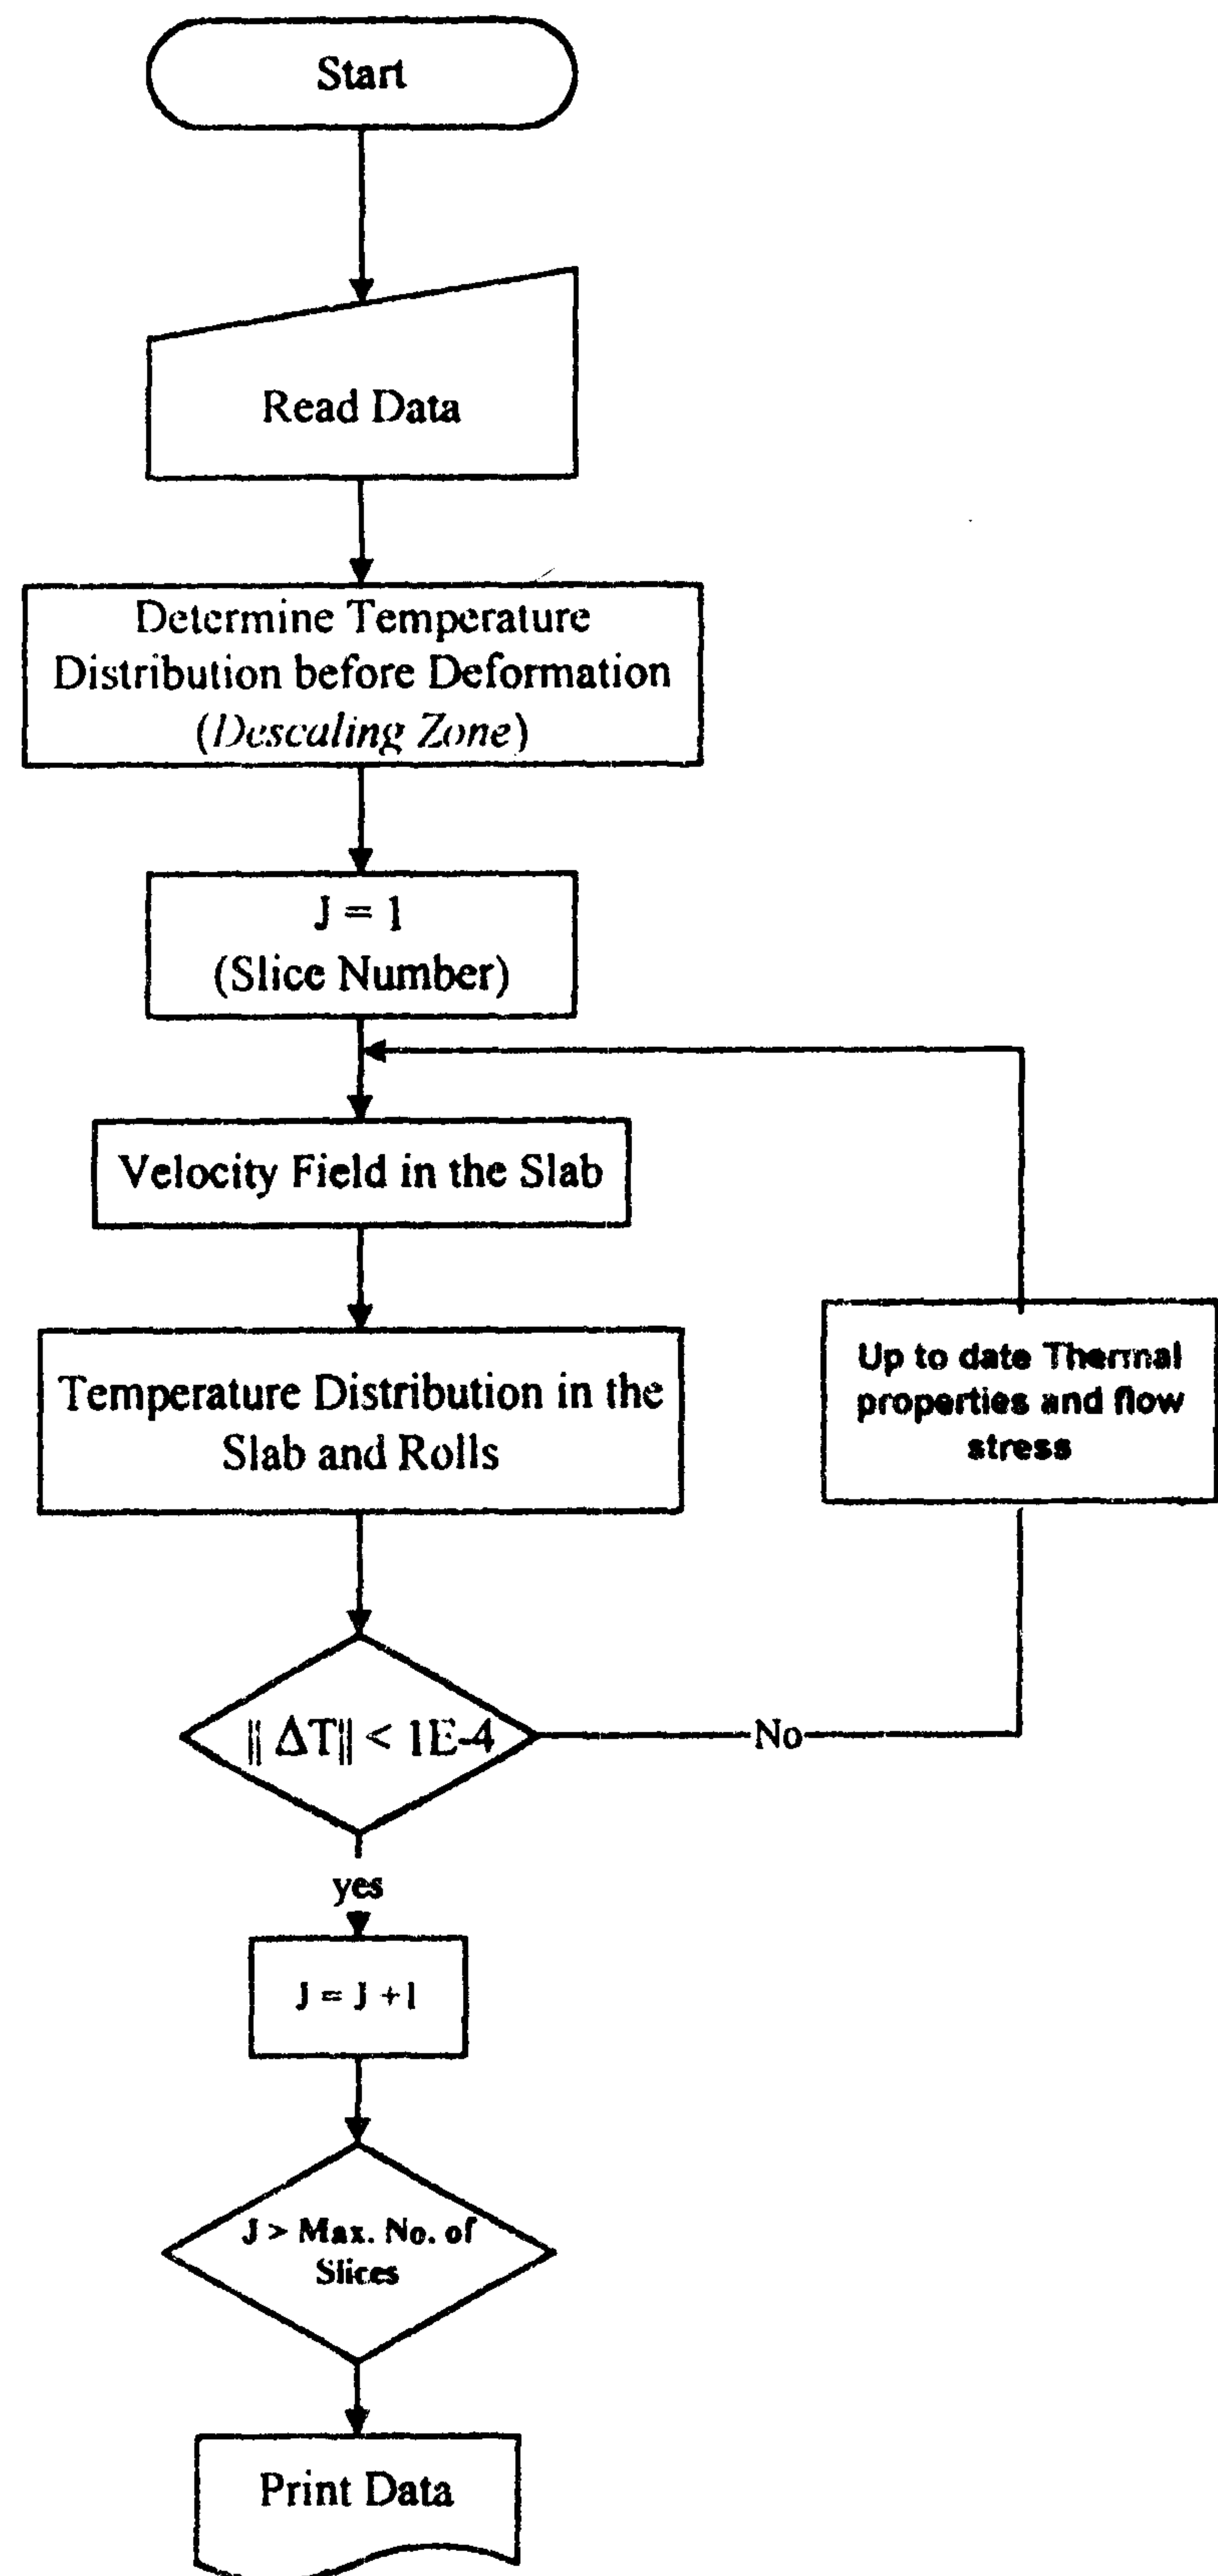 Start
Read Data
Determine Temperature
Distribution before Deformation
(Descaling Zone)
J = 1
(Slice Number)
Velocity Field in the Slab
Temperature Distribution in the
Slab and Rolls
Up to date Thermal
properties and flow
stress
|| ΔT|| < 1E-4
No
yes
J = J +1
J > Max. No. of
Slices
Print Data